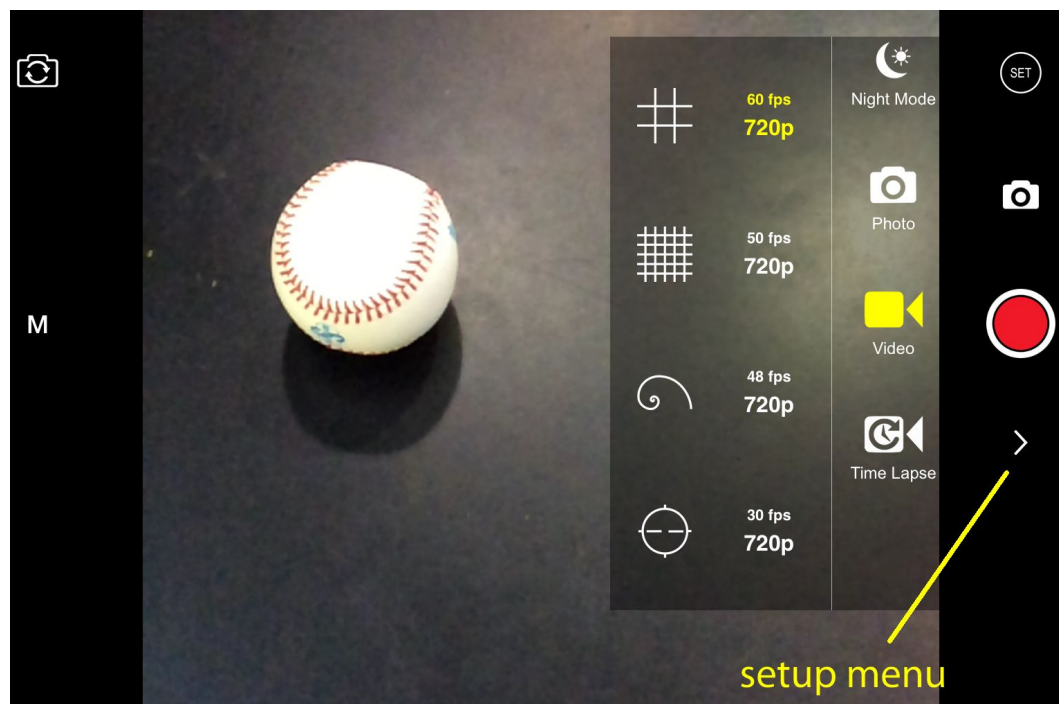 SET
Night Mode
60 fps
720p
Photo
50 fps
720p
M
Video
48 fps
720p
Time Lapse
30 fps
720p
setup menu